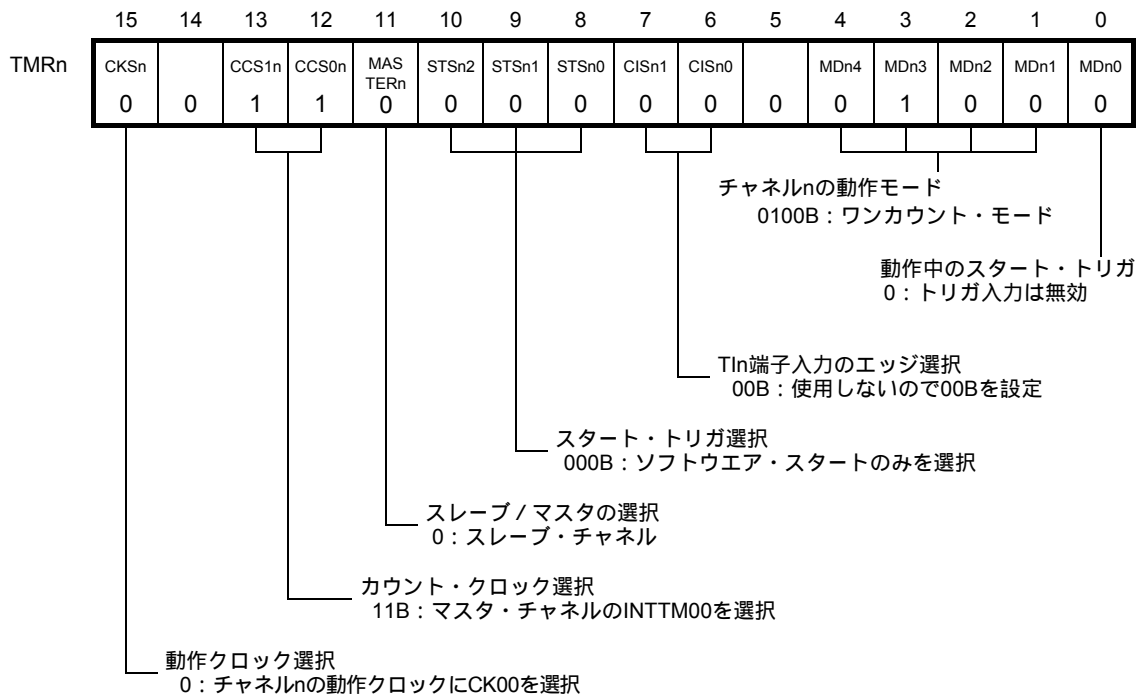 15 14 13 12 11 10 9 8 7 6 5 4 3 2 1 0
TMRn
CKSn CCS1n CCS0n MAS TERn STSn2 STSn1 STSn0 CISn1 CISn0 MDn4 MDn3 MDn2 MDn1 MDn0
0 0 1 1 0 0 0 0 0 0 0 0 1 0 0 0
チャネルnの動作モード
0100B：ワンカウント・モード
動作中のスタート・トリガ
0：トリガ入力は無効
TIn端子入力のエッジ選択
00B：使用しないので00Bを設定
スタート・トリガ選択
000B：ソフトウエア・スタートのみを選択
スレーブ／マスタの選択
0：スレーブ・チャネル
カウント・クロック選択
11B：マスタ・チャネルのINTTM00を選択
動作クロック選択
0：チャネルnの動作クロックにCK00を選択